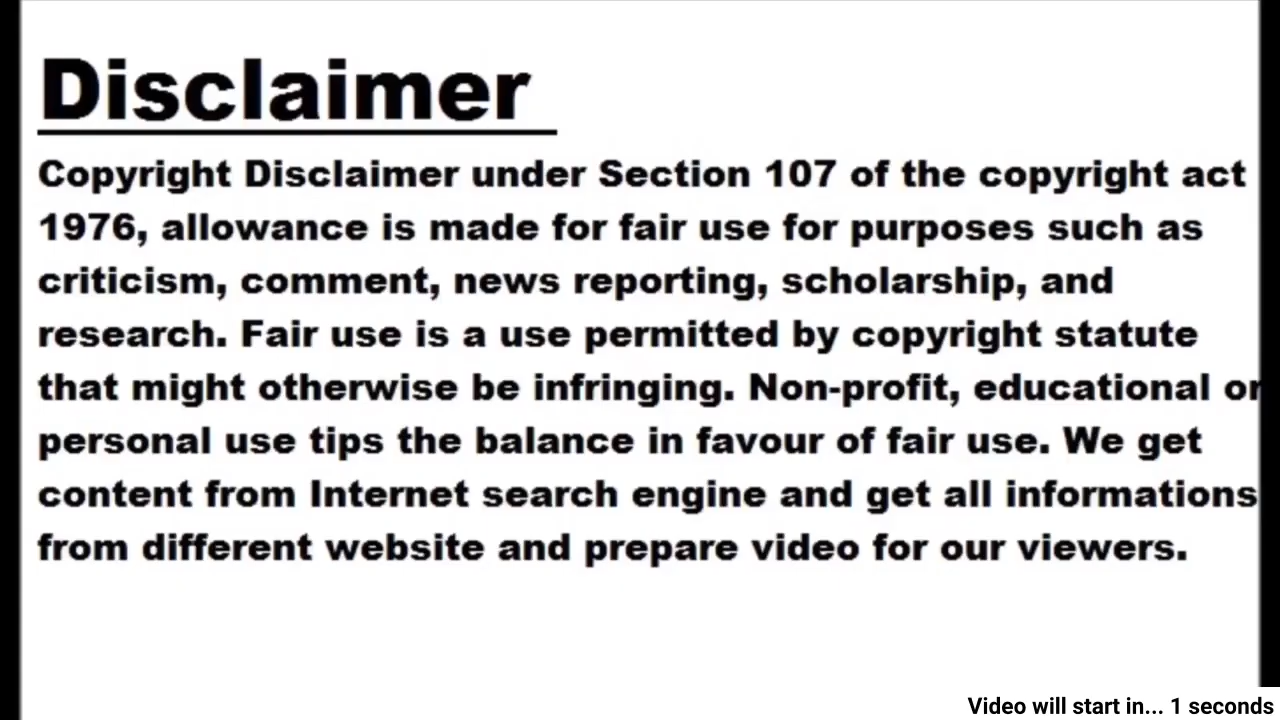 Disclaimer
Copyright Disclaimer under Section 107 of the copyright act
1976, allowance is made for fair use for purposes such as
criticism, comment, news reporting, scholarship, and
research. Fair use is a use permitted by copyright statute
that might otherwise be infringing. Non-profit, educational or
personal use tips the balance in favour of fair use. We get
content from Internet search engine and get all informations
from different website and prepare video for our viewers.
Video will start in... 1 seconds